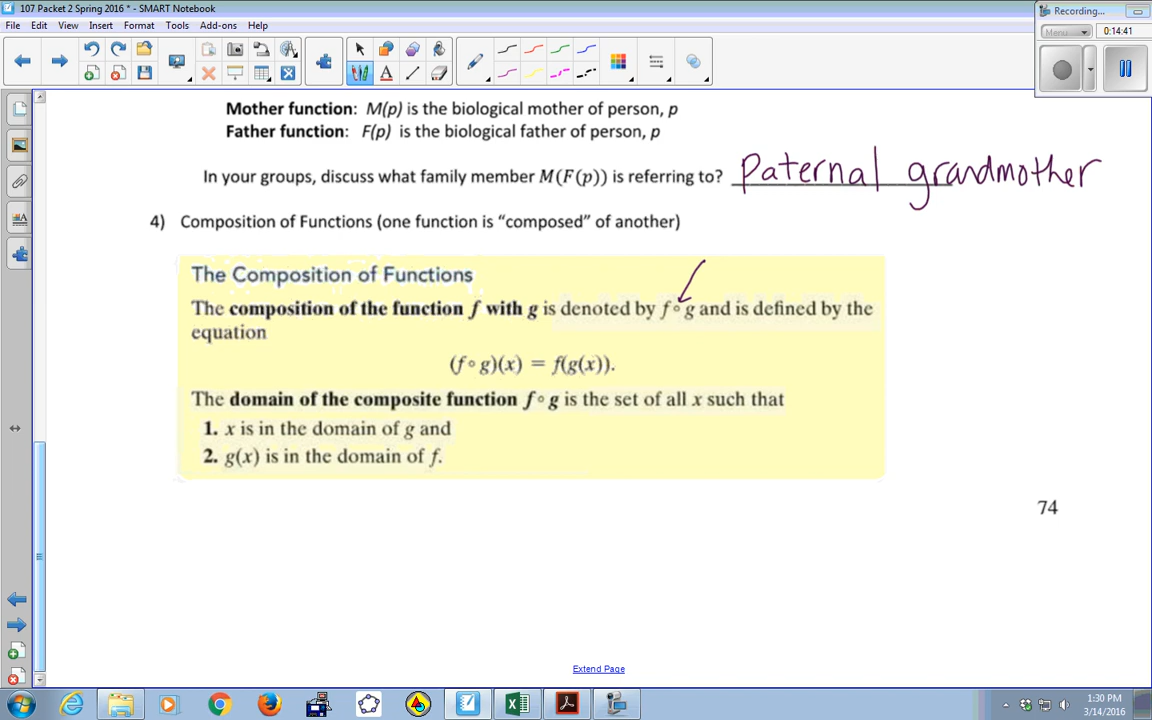 107 Packet 2 Spring 2016 * - SMART Notebook
Recording...
File Edit View Insert Format Tools Add-ons Help
Menu
0:14:41
Mother function: M(p) is the biological mother of person, p
Father function: F(p) is the biological father of person, p
In your groups, discuss what family member M(F(p)) is referring to? Paternal grandmother
4) Composition of Functions (one function is “composed” of another)
The Composition of Functions
The composition of the function f with g is denoted by f∘g and is defined by the
equation
(f∘g)(x) = f(g(x)).
The domain of the composite function f∘g is the set of all x such that
1. x is in the domain of g and
2. g(x) is in the domain of f.
74
Extend Page
1:30 PM
3/14/2016